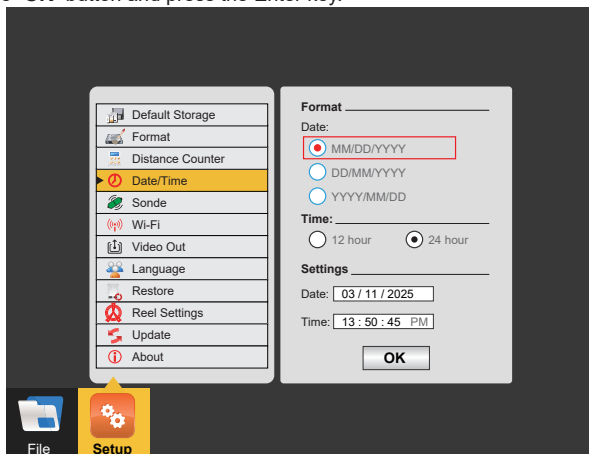 "OK" button and press the Enter key.
Default Storage
Format
Distance Counter
Date/Time
Sonde
Wi-Fi
Video Out
Language
Restore
Reel Settings
Update
About
Format
Date:
MM/DD/YYYY
DD/MM/YYYY
YYYY/MM/DD
Time:
12 hour 24 hour
Settings
Date: 03 / 11 / 2025
Time: 13 : 50 : 45 PM
OK
File Setup